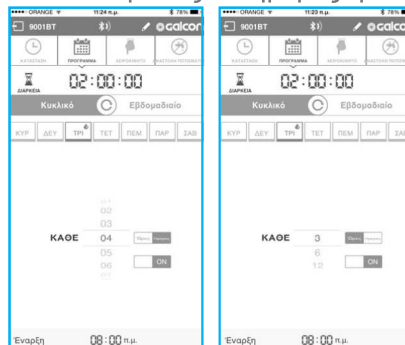 ORANGE 11:24 π.μ. 78%
9001BT Galcon
ΚΑΤΑΣΤΑΣΗ ΠΡΟΓΡΑΜΜΑ ΧΕΙΡΟΚΙΝΗΤΟ
ΔΙΑΡΚΕΙΑ 02:00:00
Κυκλικό Εβδομαδιαίο
ΚΥΡ ΔΕΥ ΤΡΙ ΤΕΤ ΠΕΜ ΠΑΡ ΣΑΒ
02
03
ΚΑΘΕ 04
05
06
ON
Έναρξη 08:00 π.μ.
ORANGE 11:23 π.μ. 78%
9001BT Galcon
ΚΑΤΑΣΤΑΣΗ ΠΡΟΓΡΑΜΜΑ ΧΕΙΡΟΚΙΝΗΤΟ
ΔΙΑΡΚΕΙΑ 02:00:00
Κυκλικό Εβδομαδιαίο
ΚΥΡ ΔΕΥ ΤΡΙ ΤΕΤ ΠΕΜ ΠΑΡ ΣΑΒ
ΚΑΘΕ 3
6
12
ON
Έναρξη 08:00 π.μ.